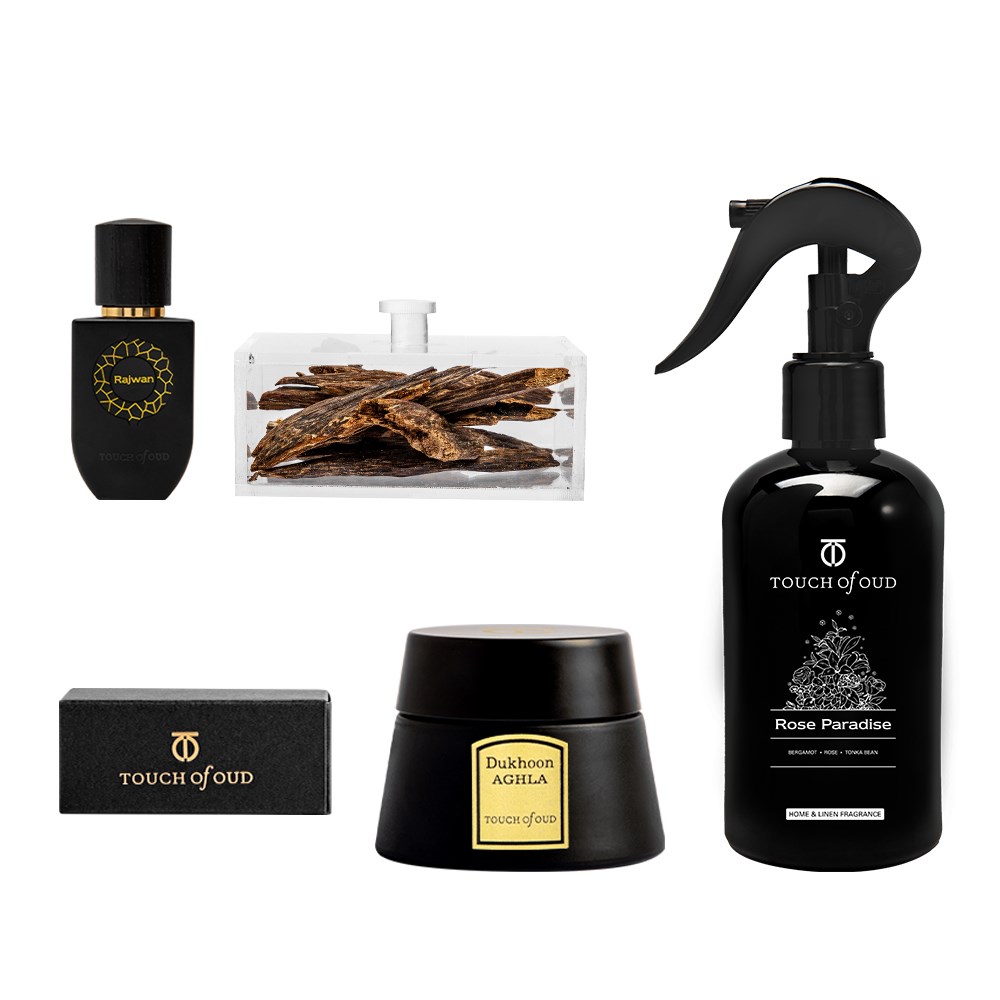 Rajwan
TOUCH of OUD
TOUCH of OUD
Dukhoon
AGHLA
TOUCH of OUD
TOUCH of OUD
Rose Paradise
BERGAMOT • ROSE • TONKA BEAN
HOME & LINEN FRAGRANCE